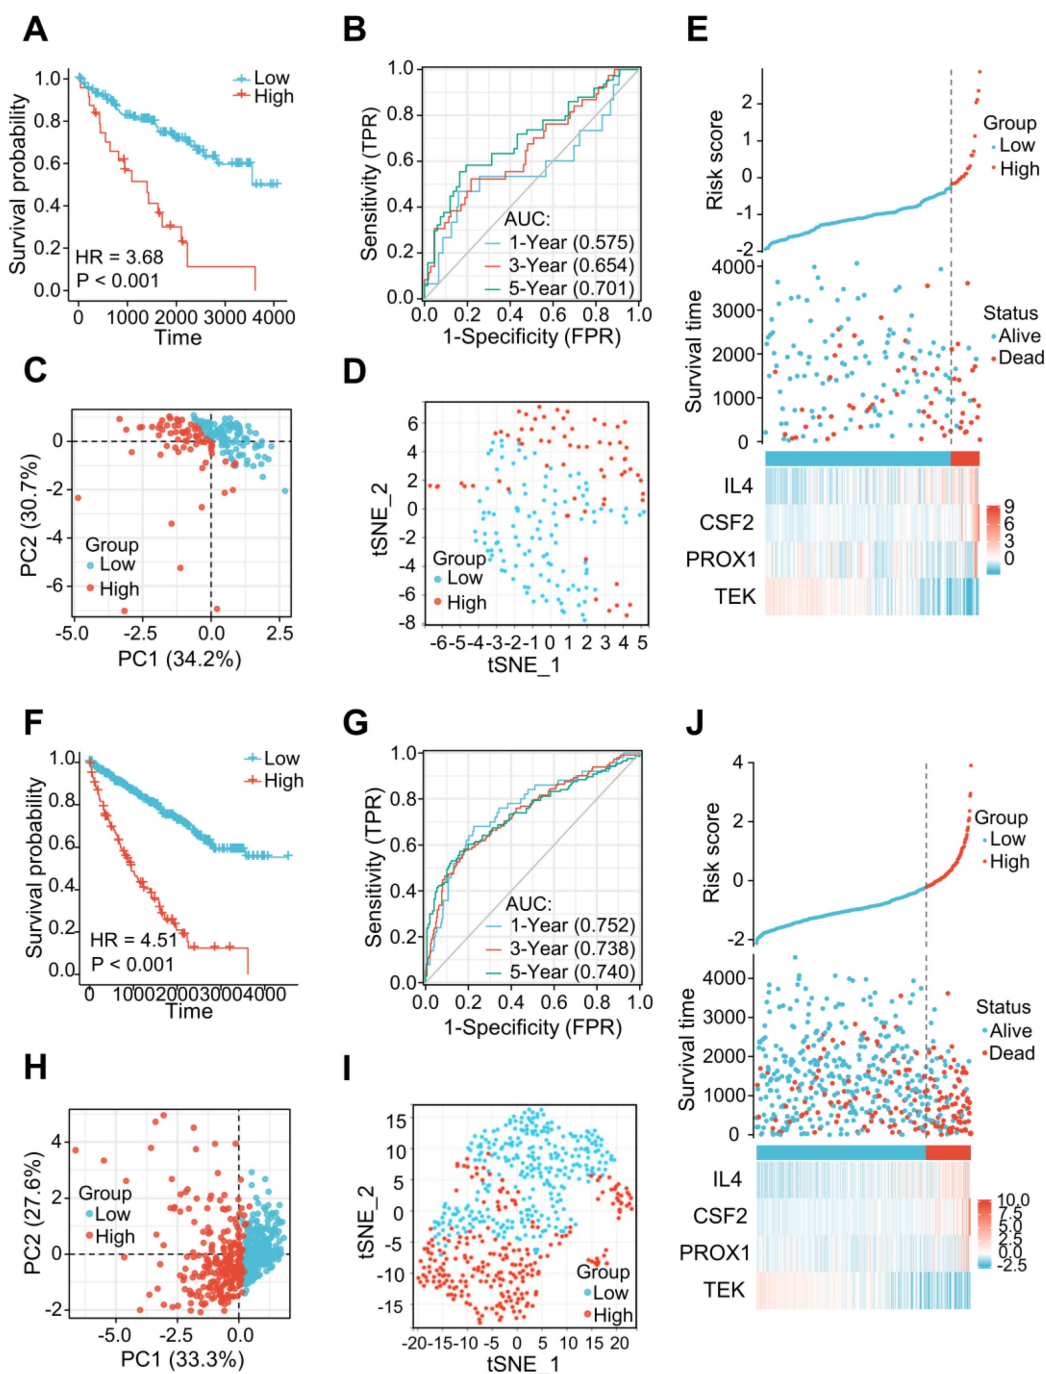 A
Survival probability
1.0
0.8
0.6
0.4
0.2
0.0
Low
High
HR = 3.68
P < 0.001
0 1000 2000 3000 4000
Time
B
Sensitivity (TPR)
1.0
0.8
0.6
0.4
0.2
0.0
AUC:
1-Year (0.575)
3-Year (0.654)
5-Year (0.701)
0.0 0.2 0.4 0.6 0.8 1.0
1-Specificity (FPR)
E
Risk score
2
1
0
-1
-2
Group
Low
High
Survival time
4000
3000
2000
1000
0
Status
Alive
Dead
IL4
CSF2
PROX1
TEK
9
6
3
0
C
PC2 (30.7%)
0
-2
-4
-6
Group
Low
High
-5.0 -2.5 0.0 2.5
PC1 (34.2%)
D
tSNE_2
6
4
2
0
-2
-4
-6
-8
Group
Low
High
-6-5-4-3-2-1 0 1 2 3 4 5
tSNE_1
F
Survival probability
1.0
0.8
0.6
0.4
0.2
0.0
Low
High
HR = 4.51
P < 0.001
0 1000200030004000
Time
G
Sensitivity (TPR)
1.0
0.8
0.6
0.4
0.2
0.0
AUC:
1-Year (0.752)
3-Year (0.738)
5-Year (0.740)
0.0 0.2 0.4 0.6 0.8 1.0
1-Specificity (FPR)
J
Risk score
4
2
0
-2
Group
Low
High
Survival time
4000
3000
2000
1000
0
Status
Alive
Dead
IL4
CSF2
PROX1
TEK
10.0
7.5
5.0
2.5
0.0
-2.5
H
PC2 (27.6%)
4
2
0
-2
Group
Low
High
-5.0 -2.5 0.0
PC1 (33.3%)
I
tSNE_2
15
10
5
0
-5
-10
-15
Group
Low
High
-20-15-10-5 0 5 10 15 20
tSNE_1